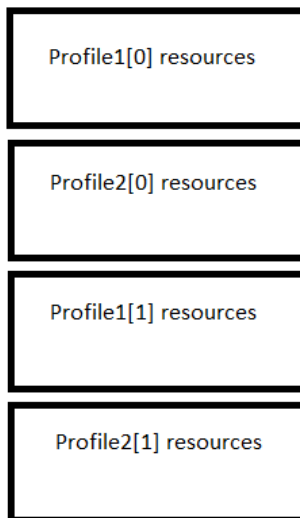 Profile1[0] resources
Profile2[0] resources
Profile1[1] resources
Profile2[1] resources